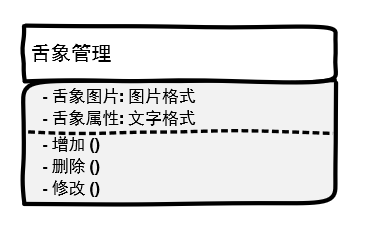 舌象管理
- 舌象图片: 图片格式
- 舌象属性: 文字格式
- 增加 ()
- 删除 ()
- 修改 ()